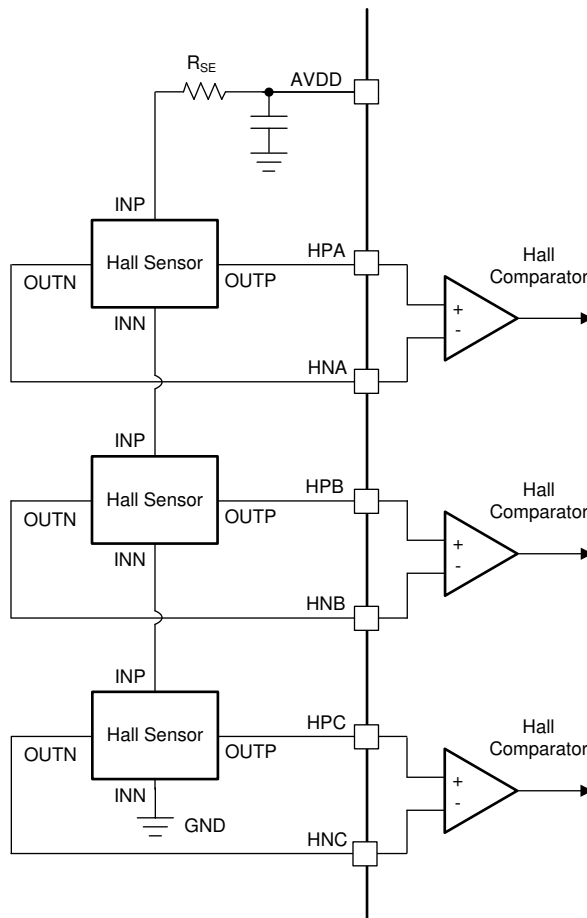 R_SE
AVDD
INP
Hall Sensor
OUTN
OUTP
INN
HPA
HNA
Hall
Comparator
+
-
INP
Hall Sensor
OUTN
OUTP
INN
HPB
HNB
Hall
Comparator
+
-
INP
Hall Sensor
OUTN
OUTP
INN
GND
HPC
HNC
Hall
Comparator
+
-